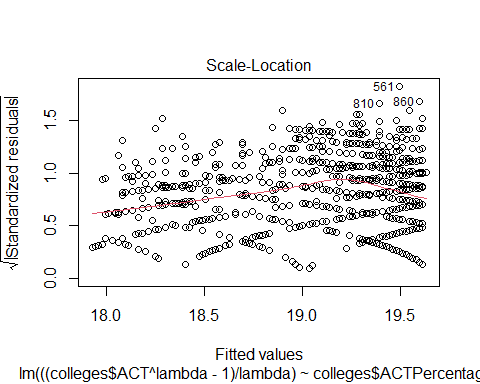 Scale-Location
√|Standardized residuals|
0.0 0.5 1.0 1.5
561
810
860
18.0 18.5 19.0 19.5
Fitted values
lm(((colleges$ACT^lambda - 1)/lambda) ~ colleges$ACTPercentag